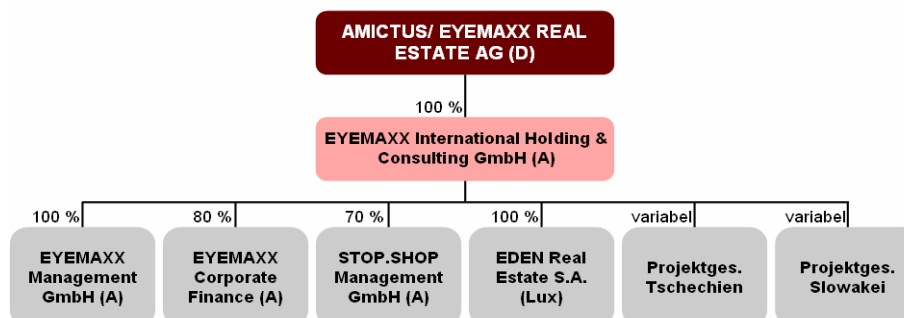 AMICTUS/ EYEMAXX REAL
ESTATE AG (D)
100 %
EYEMAXX International Holding &
Consulting GmbH (A)
100 %
80 %
70 %
100 %
variabel
variabel
EYEMAXX
Management
GmbH (A)
EYEMAXX
Corporate
Finance (A)
STOP.SHOP
Management
GmbH (A)
EDEN Real
Estate S.A.
(Lux)
Projektges.
Tschechien
Projektges.
Slowakei